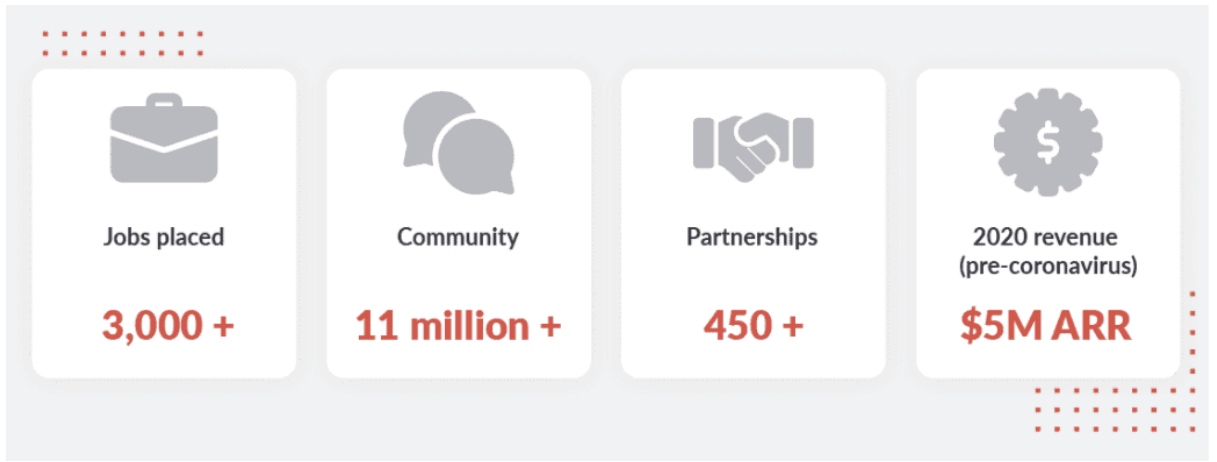 Jobs placed
3,000 +
Community
11 million +
Partnerships
450 +
2020 revenue
(pre-coronavirus)
$5M ARR